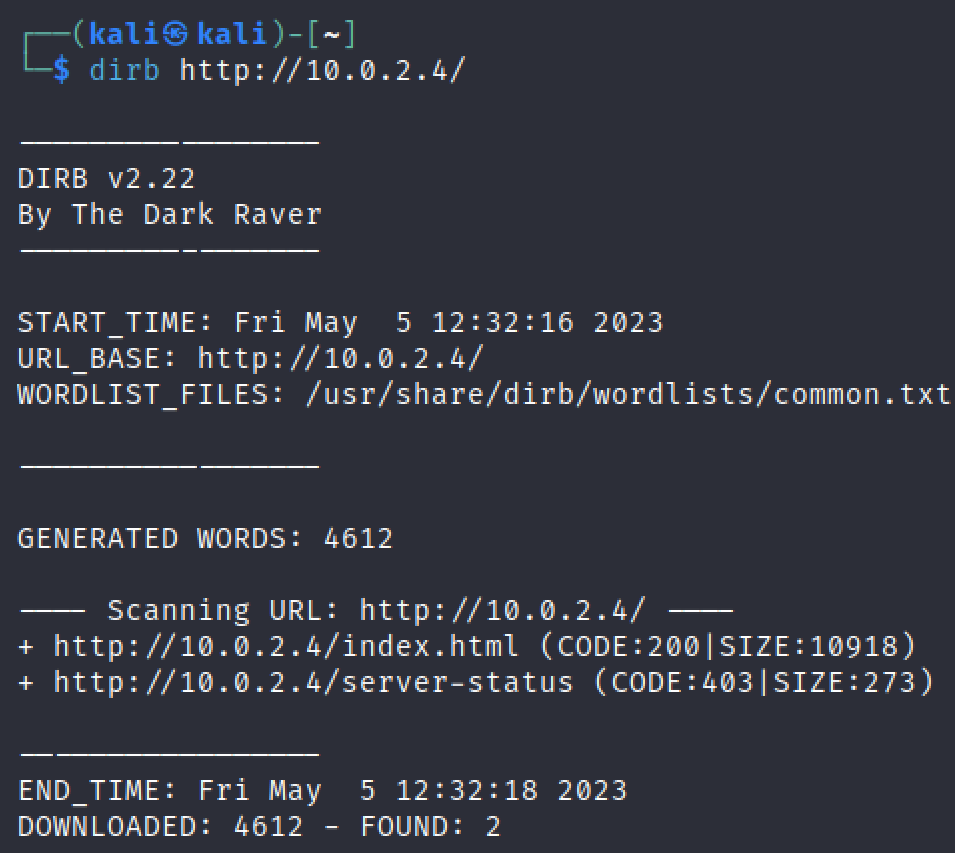 ┌──(kali㉿kali)-[~]
└─$ dirb http://10.0.2.4/
-----------------
DIRB v2.22
By The Dark Raver
-----------------
START_TIME: Fri May  5 12:32:16 2023
URL_BASE: http://10.0.2.4/
WORDLIST_FILES: /usr/share/dirb/wordlists/common.txt
-----------------
GENERATED WORDS: 4612
---- Scanning URL: http://10.0.2.4/ ----
+ http://10.0.2.4/index.html (CODE:200|SIZE:10918)
+ http://10.0.2.4/server-status (CODE:403|SIZE:273)
-----------------
END_TIME: Fri May  5 12:32:18 2023
DOWNLOADED: 4612 - FOUND: 2